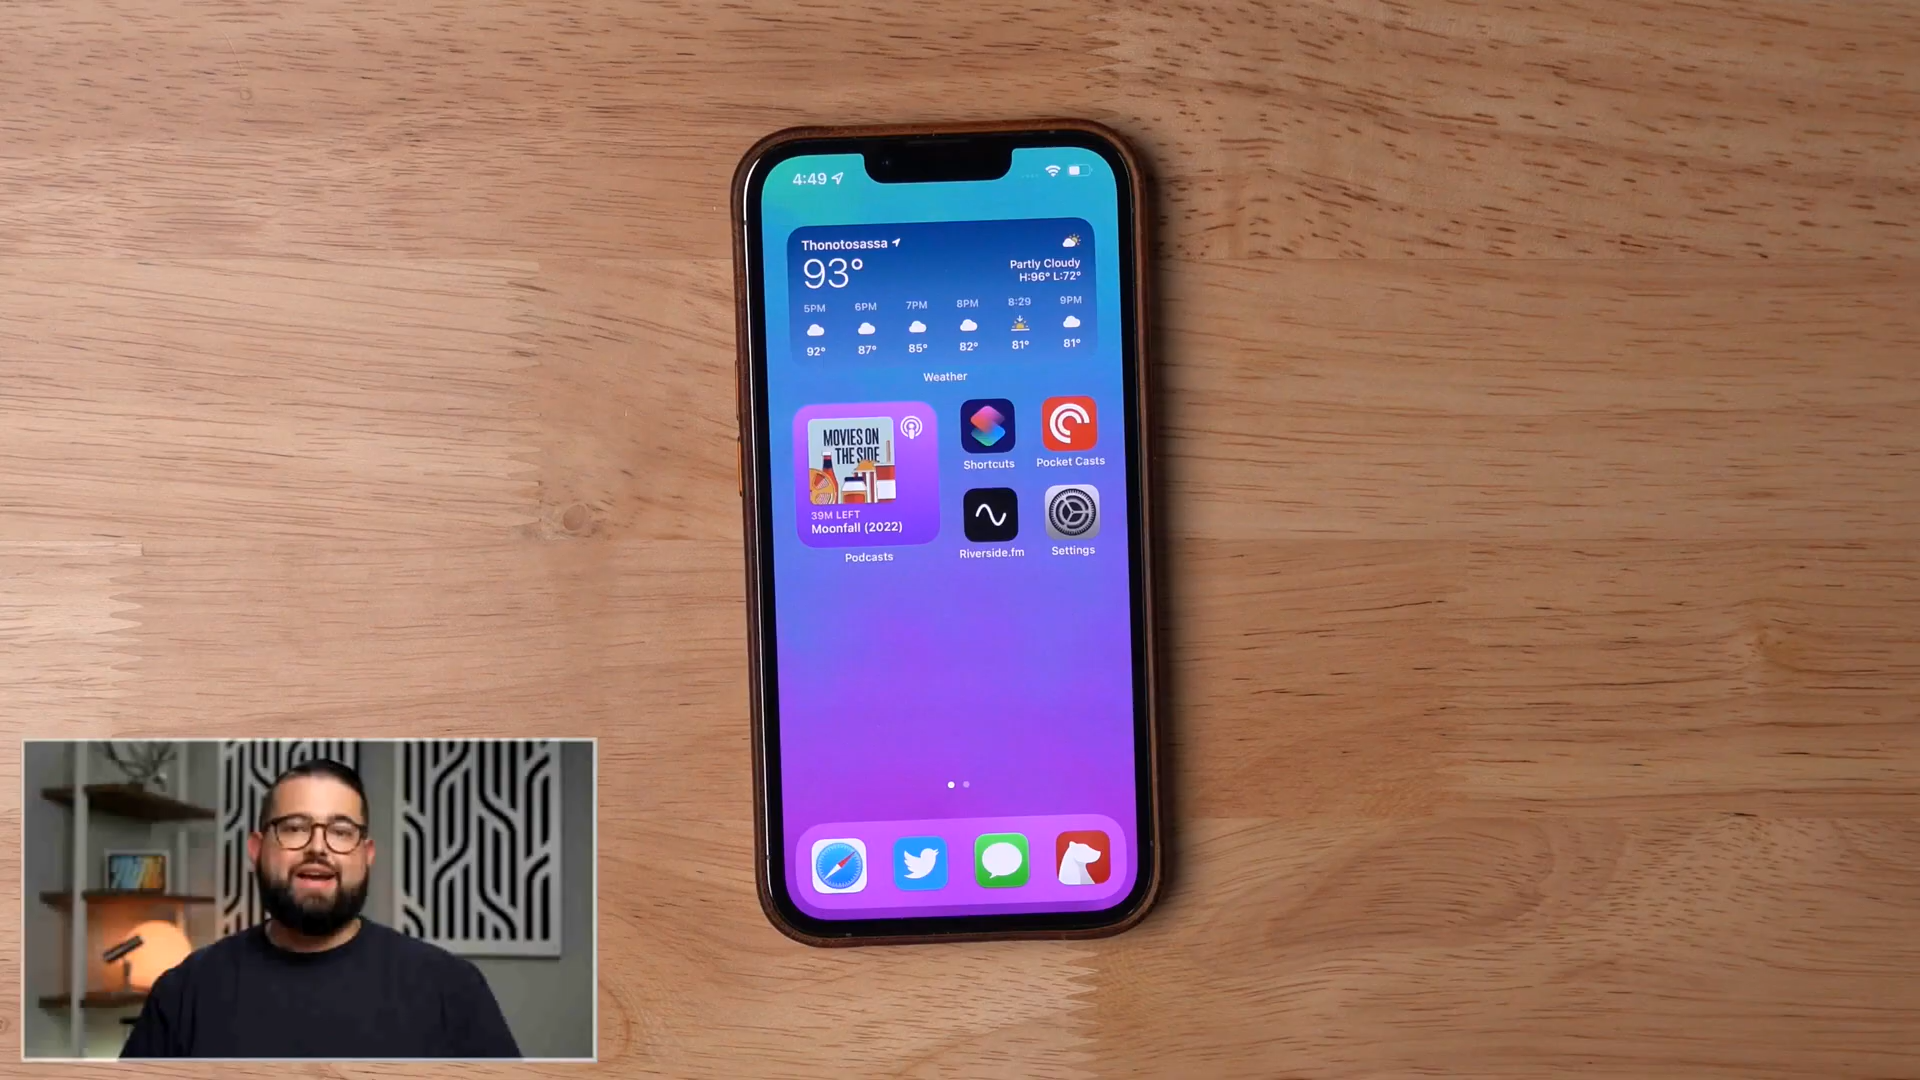 4:49
Thonotosassa
93°
Partly Cloudy
H:96° L:72°
5PM 6PM 7PM 8PM 8:29 9PM
92° 87° 85° 82° 81° 81°
Weather
MOVIES ON
THE SIDE
39M LEFT
Moonfall (2022)
Podcasts
Shortcuts
Pocket Casts
Riverside.fm
Settings